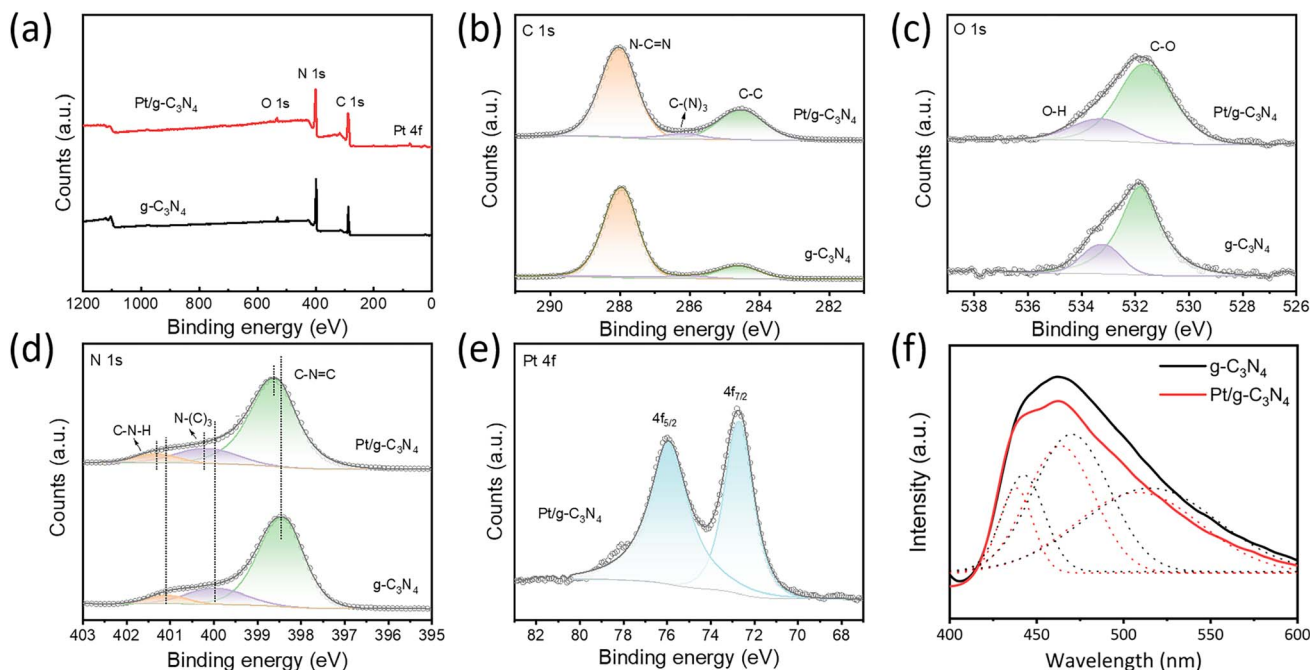 (a)
Counts (a.u.)
N 1s
O 1s
C 1s
Pt/g-C₃N₄
Pt 4f
g-C₃N₄
1200 1000 800 600 400 200 0
Binding energy (eV)
(b)
C 1s
Counts (a.u.)
N-C=N
C-(N)₃
C-C
Pt/g-C₃N₄
g-C₃N₄
290 288 286 284 282
Binding energy (eV)
(c)
O 1s
Counts (a.u.)
C-O
O-H
Pt/g-C₃N₄
g-C₃N₄
538 536 534 532 530 528 526
Binding energy (eV)
(d)
N 1s
Counts (a.u.)
C-N=C
N-(C)₃
C-N-H
Pt/g-C₃N₄
g-C₃N₄
403 402 401 400 399 398 397 396 395
Binding energy (eV)
(e)
Pt 4f
Counts (a.u.)
4f₇/₂
4f₅/₂
Pt/g-C₃N₄
82 80 78 76 74 72 70 68
Binding energy (eV)
(f)
Intensity (a.u.)
g-C₃N₄
Pt/g-C₃N₄
400 450 500 550 600
Wavelength (nm)